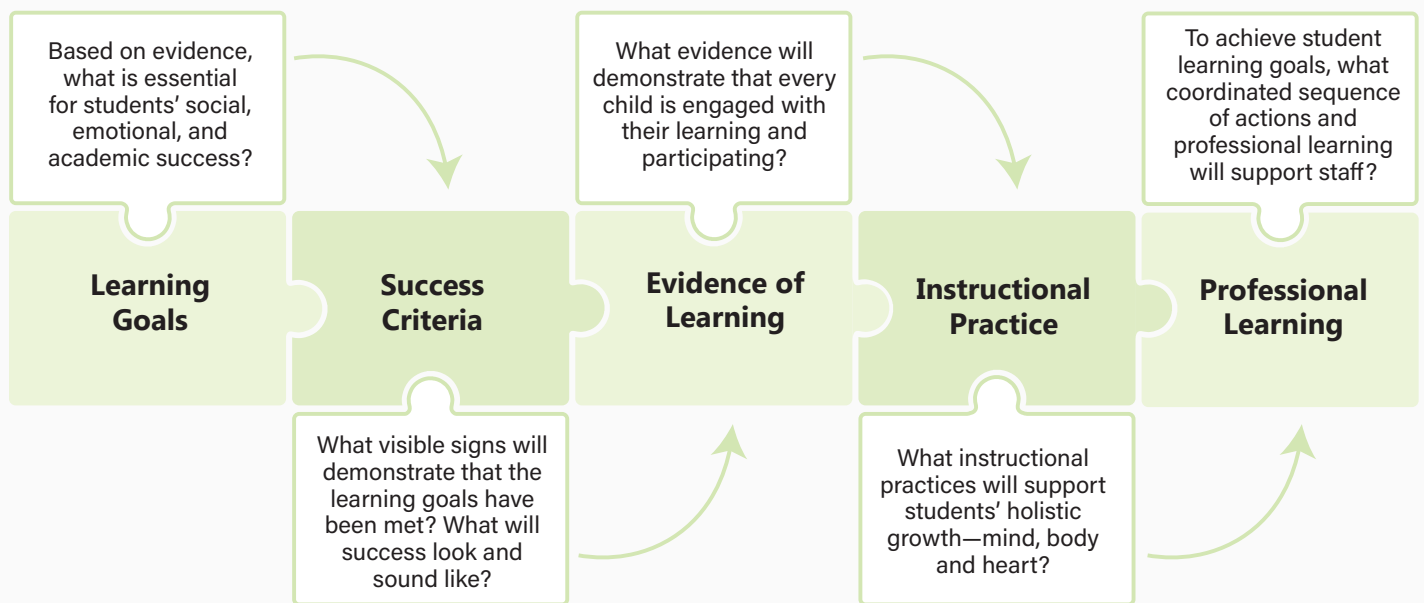 Based on evidence,
what is essential
for students’ social,
emotional, and
academic success?
Learning
Goals
Success
Criteria
What visible signs will
demonstrate that the
learning goals have
been met? What will
success look and
sound like?
What evidence will
demonstrate that every
child is engaged with
their learning and
participating?
Evidence of
Learning
Instructional
Practice
What instructional
practices will support
students’ holistic
growth—mind, body
and heart?
To achieve student
learning goals, what
coordinated sequence
of actions and
professional learning
will support staff?
Professional
Learning